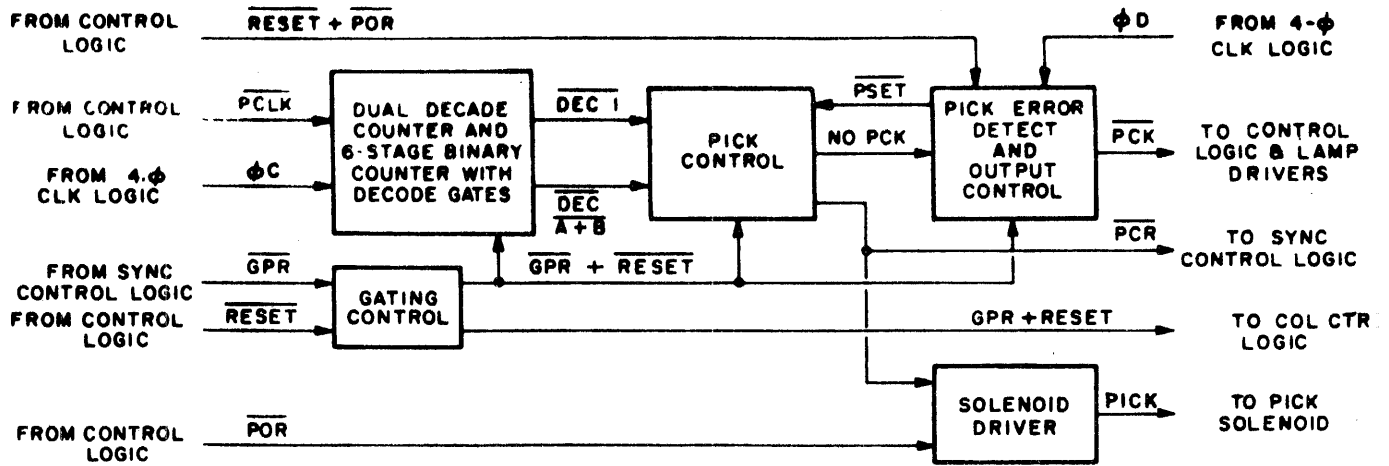 FROM CONTROL
LOGIC
RESET + POR
ΦD
FROM 4-Φ
CLK LOGIC
FROM CONTROL
LOGIC
PCLK
DUAL DECADE
COUNTER AND
6-STAGE BINARY
COUNTER WITH
DECODE GATES
DEC 1
PICK
CONTROL
PSET
NO PCK
PICK ERROR
DETECT
AND
OUTPUT
CONTROL
PCK
TO CONTROL
LOGIC & LAMP
DRIVERS
FROM 4-Φ
CLK LOGIC
ΦC
DEC
A+B
PCR
TO SYNC
CONTROL LOGIC
FROM SYNC
CONTROL LOGIC
GPR
GATING
CONTROL
GPR + RESET
FROM CONTROL
LOGIC
RESET
GPR+RESET
TO COL CTR
LOGIC
SOLENOID
DRIVER
PICK
TO PICK
SOLENOID
FROM CONTROL
LOGIC
POR